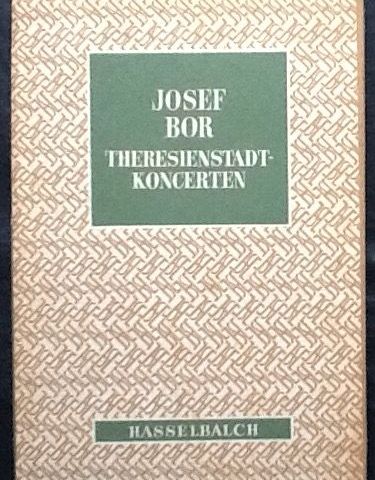 JOSEF
BOR
THERESIENSTADT-
KONCERTEN
HASSELBALCH